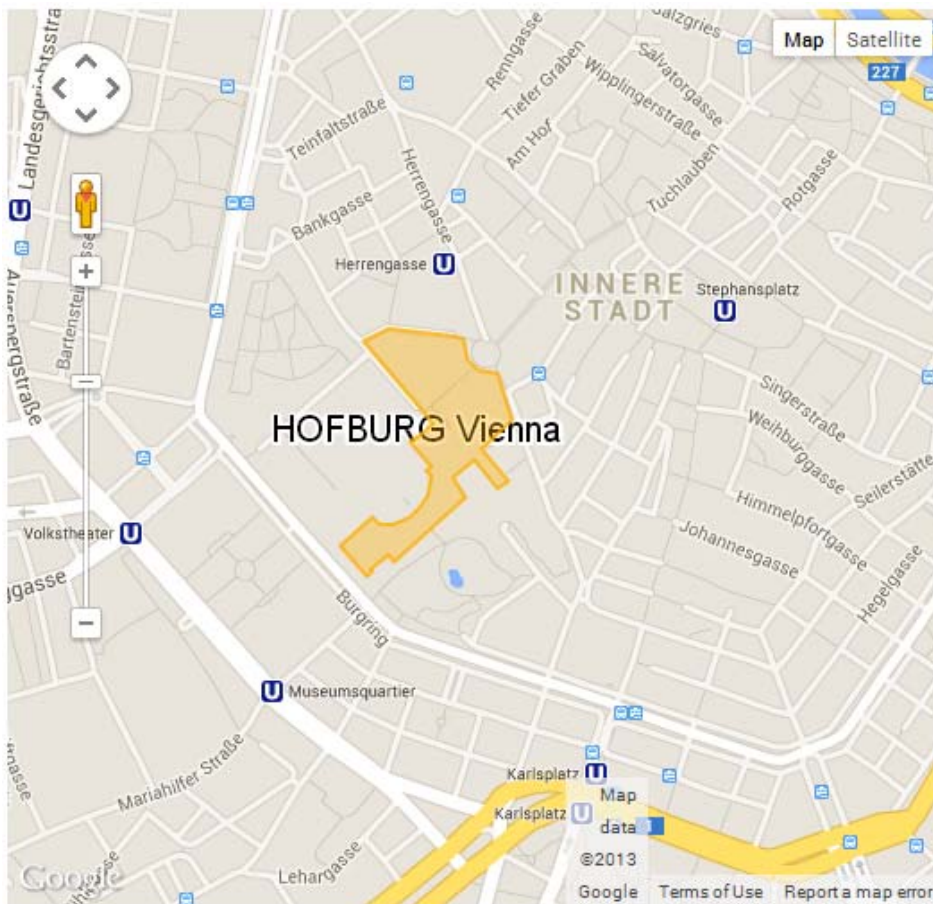 Salzgries
Map
Satellite
227
Landesgerichtsstra
Renngasse
Tiefer Graben
Salvatorgasse
Wipplingerstraße
Teinfaltstraße
Am Hof
Herrengasse
Tuchlauben
Rotgasse
Bankgasse
U
Herrengasse U
INNERE
STADT
Stephansplatz
U
Auerspergstraße
HOFBURG Vienna
Singerstraße
Weihburggasse
Seilerstätte
Himmelpfortgasse
Johannesgasse
Volkstheater U
ggasse
Hegelgasse
Burgring
U Museumsquartier
Mariahilfer Straße
Karlsplatz U
Karlsplatz U
Map
data
©2013
Google
Lehargasse
Google
Terms of Use
Report a map error